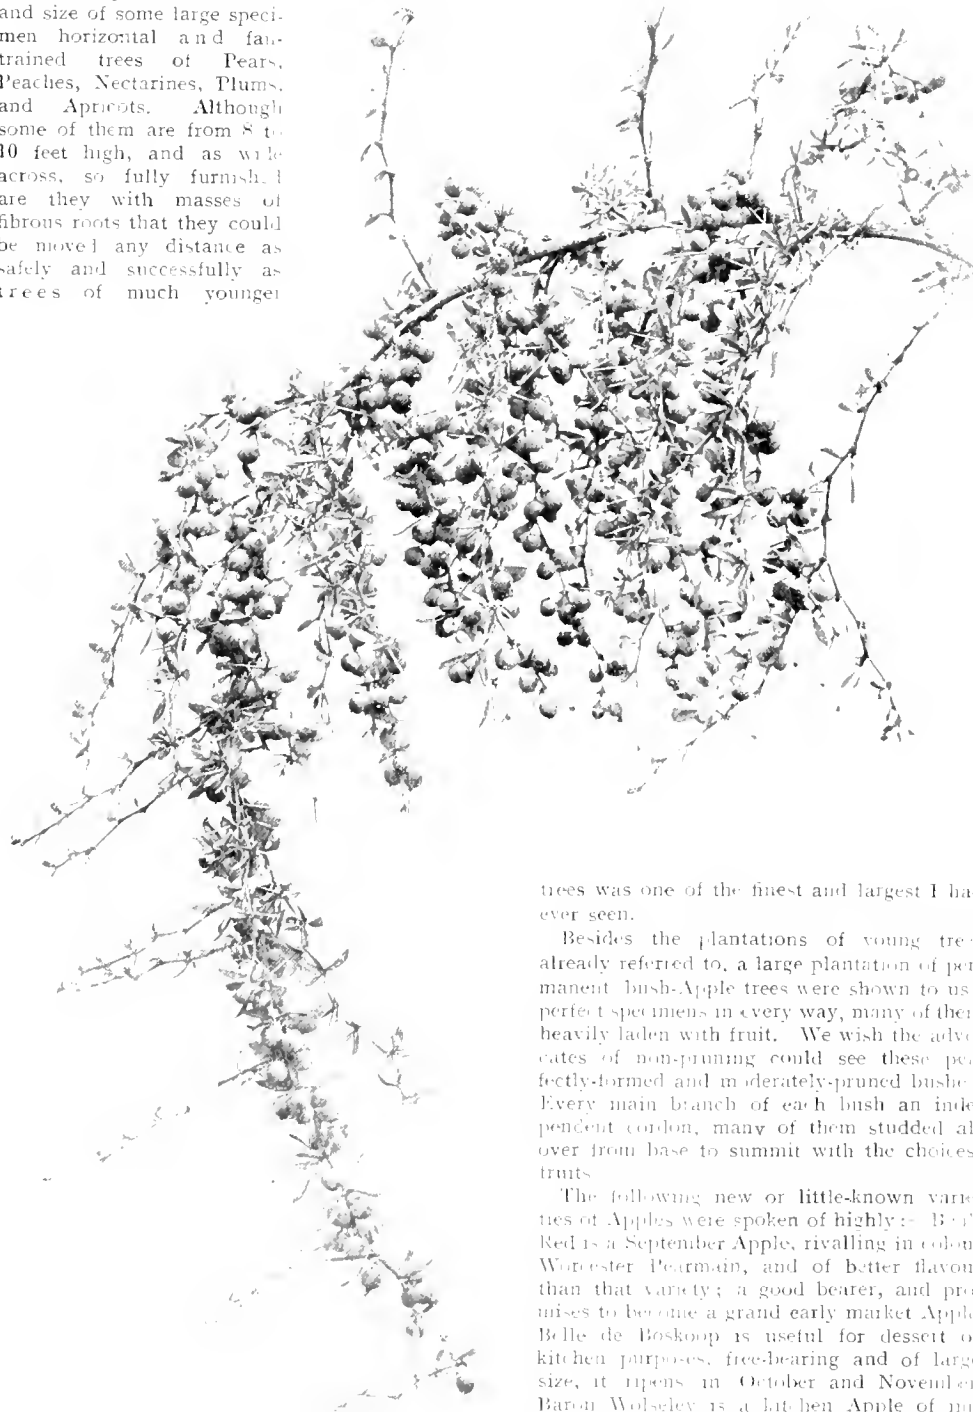 and size of some large speci-
men horizontal and fan-
trained trees of Pears,
Peaches, Nectarines, Plums,
and Apricots. Although
some of them are from 8 to
10 feet high, and as wide
across, so fully furnished
are they with masses of
fibrous roots that they could
be moved any distance as
safely and successfully as
trees of much younger
trees was one of the finest and largest I ha
ever seen.
Besides the plantations of young tre
already referred to, a large plantation of per
manent bush-Apple trees were shown to us
perfect specimens in every way, many of them
heavily laden with fruit. We wish the advo
cates of non-pruning could see these per
fectly-formed and moderately-pruned bushe
Every main branch of each bush an inde
pendent cordon, many of them studded al
over from base to summit with the choices
fruits
The following new or little-known varie
ties of Apples were spoken of highly:—
Red is a September Apple, rivalling in colour
Worcester Pearmain, and of better flavour
than that variety; a good bearer, and pro
mises to become a grand early market Apple
Belle de Boskoop is useful for dessert o
kitchen purposes, free-bearing and of large
size, it ripens in October and November
Baron Wolseley is a kitchen Apple of